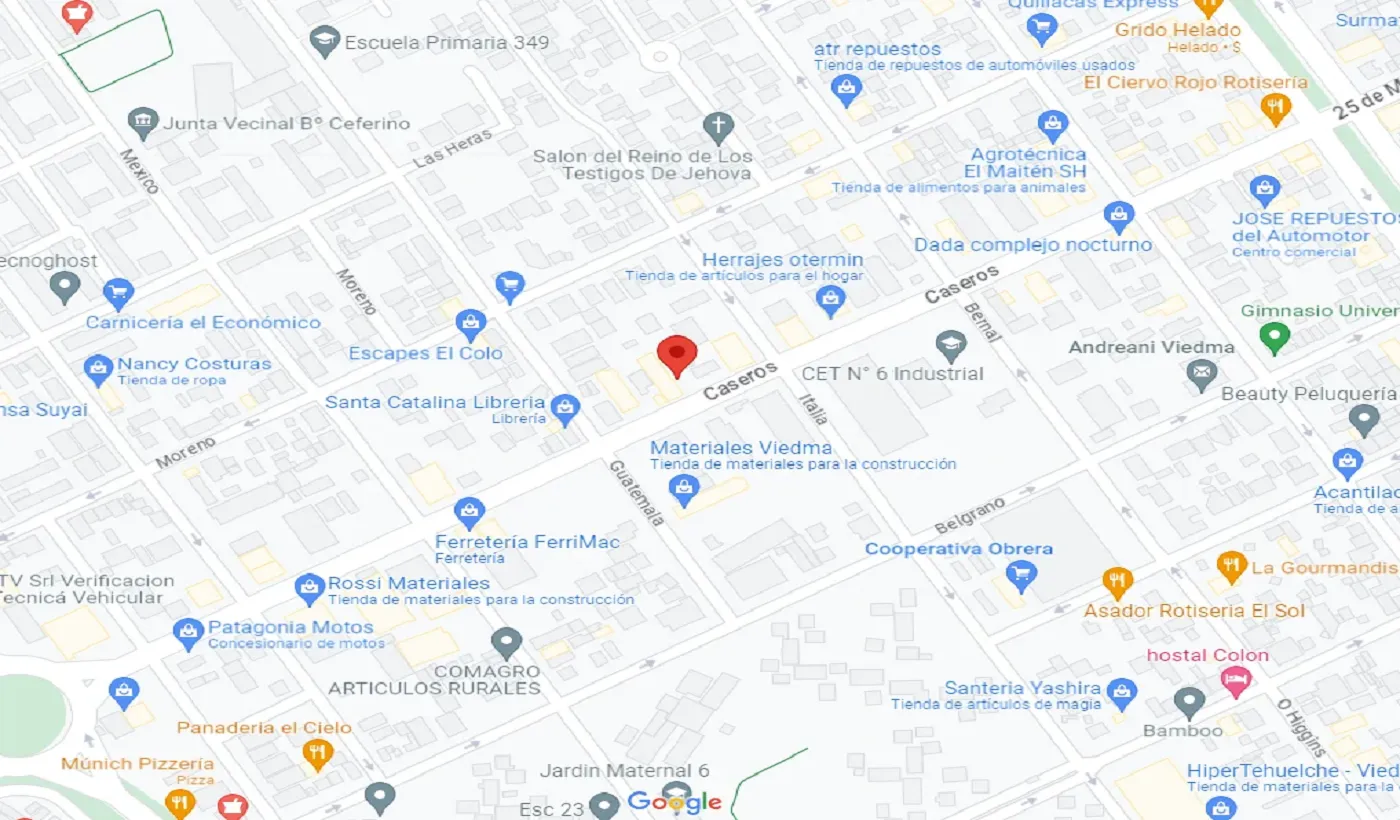 Quillacas Express
Grido Helado
Helado • $
Escuela Primaria 349
atr repuestos
Tienda de repuestos de automóviles usados
El Ciervo Rojo Rotisería
25 de M
Junta Vecinal Bº Ceferino
Las Heras
Mexico
Salon del Reino de Los
Testigos De Jehova
Agrotécnica
El Maitén SH
Tienda de alimentos para animales
JOSE REPUESTOS
del Automotor
Centro comercial
Dada complejo nocturno
Herrajes otermin
Tienda de artículos para el hogar
Caseros
Bernal
ecnoghost
Moreno
Carnicería el Económico
Escapes El Colo
Gimnasio Univer
Andreani Viedma
Nancy Costuras
Tienda de ropa
CET N° 6 Industrial
Caseros
Beauty Peluquería
nsa Suyai
Santa Catalina Libreria
Librería
Italia
Moreno
Materiales Viedma
Tienda de materiales para la construcción
Guatemala
Acantilad
Tienda de a
Belgrano
Ferretería FerriMac
Ferretería
Cooperativa Obrera
La Gourmandis
TV Srl Verificacion
Tecnicá Vehicular
Rossi Materiales
Tienda de materiales para la construcción
Asador Rotiseria El Sol
Patagonia Motos
Concesionario de motos
hostal Colon
COMAGRO
ARTICULOS RURALES
Santeria Yashira
Tienda de artículos de magia
Bamboo
O Higgins
Panaderia el Cielo
Múnich Pizzería
Pizza
Jardin Maternal 6
HiperTehuelche - Vied
Tienda de materiales para la
Esc 23
Google